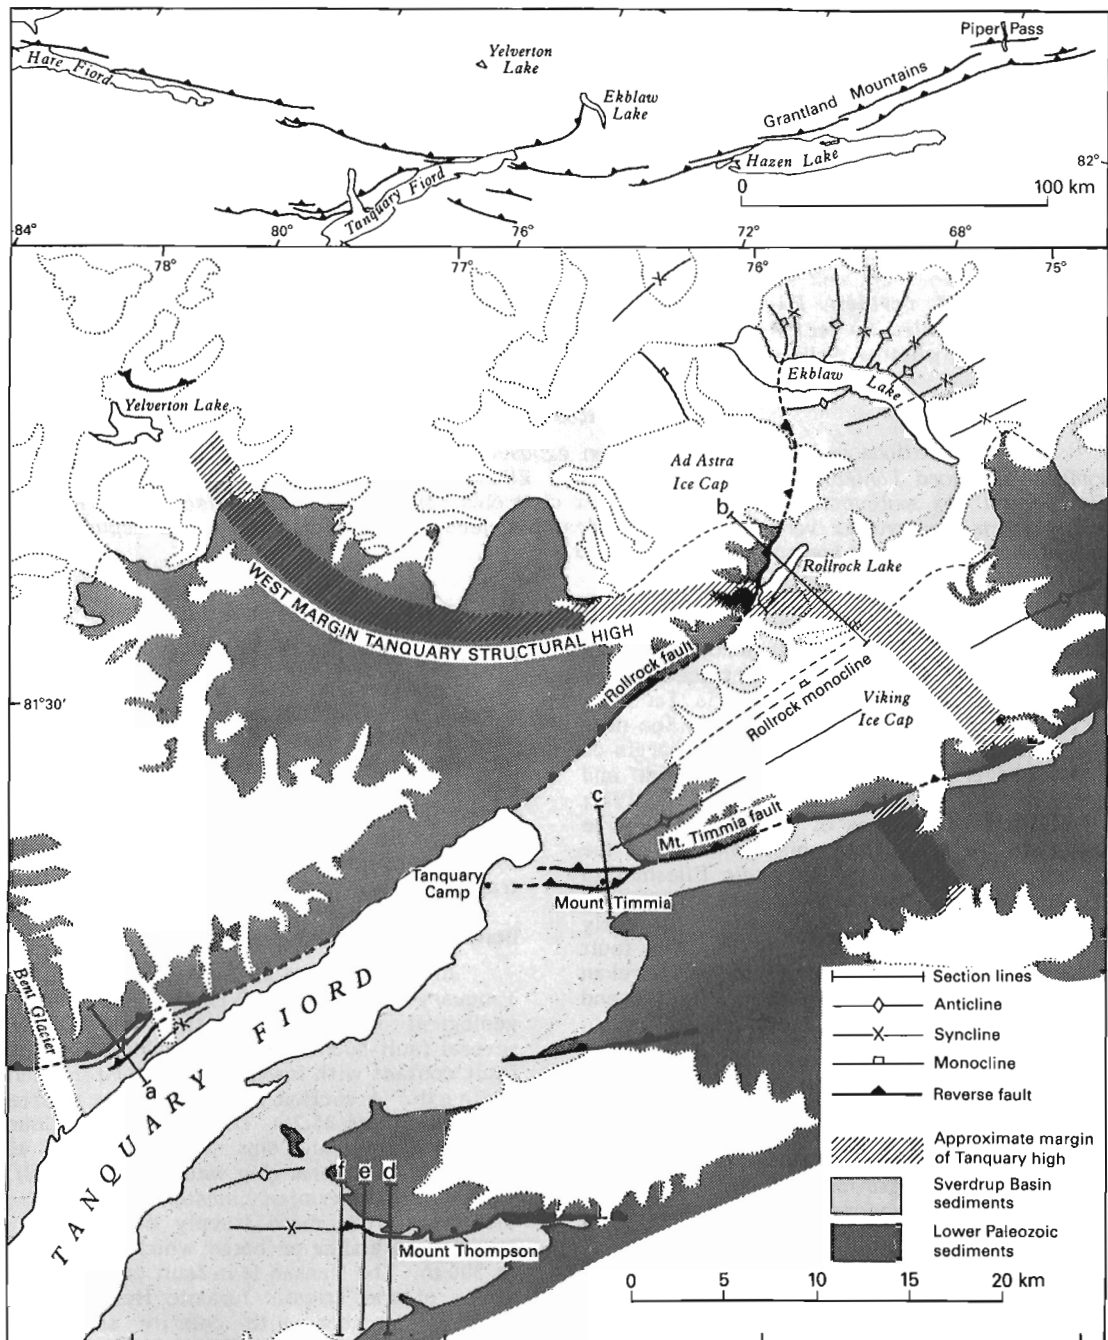 Piper Pass
Yelverton
Lake
Hare Fiord
Ekblaw
Lake
Grantland Mountains
Hazen Lake
82°
Tanquary Fiord
0 100 km
84° 80° 76° 72° 68°
78° 77° 76° 75°
Ekblaw Lake
Yelverton Lake
Ad Astra
Ice Cap
b
Rollrock Lake
WEST MARGIN TANQUARY STRUCTURAL HIGH
Rollrock fault
Rollrock monocline
Viking
Ice Cap
81°30'
c
Mt. Timmia fault
Tanquary
Camp
Mount Timmia
Bent Glacier
a
TANQUARY FIORD
f e d
Mount Thompson
Section lines
Anticline
Syncline
Monocline
Reverse fault
Approximate margin
of Tanquary high
Sverdrup Basin
sediments
Lower Paleozoic
sediments
0 5 10 15 20 km